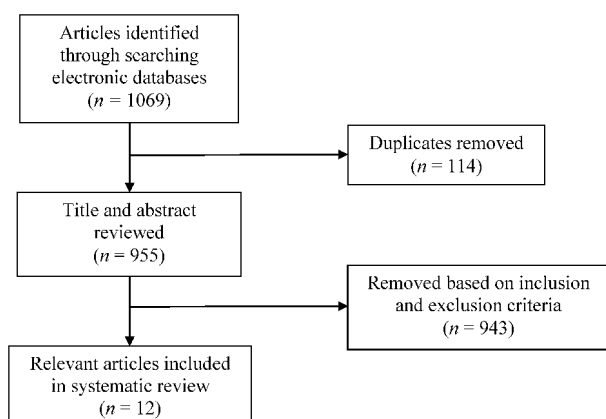 Articles identified
through searching
electronic databases
(n = 1069)
Duplicates removed
(n = 114)
Title and abstract
reviewed
(n = 955)
Removed based on inclusion
and exclusion criteria
(n = 943)
Relevant articles included
in systematic review
(n = 12)